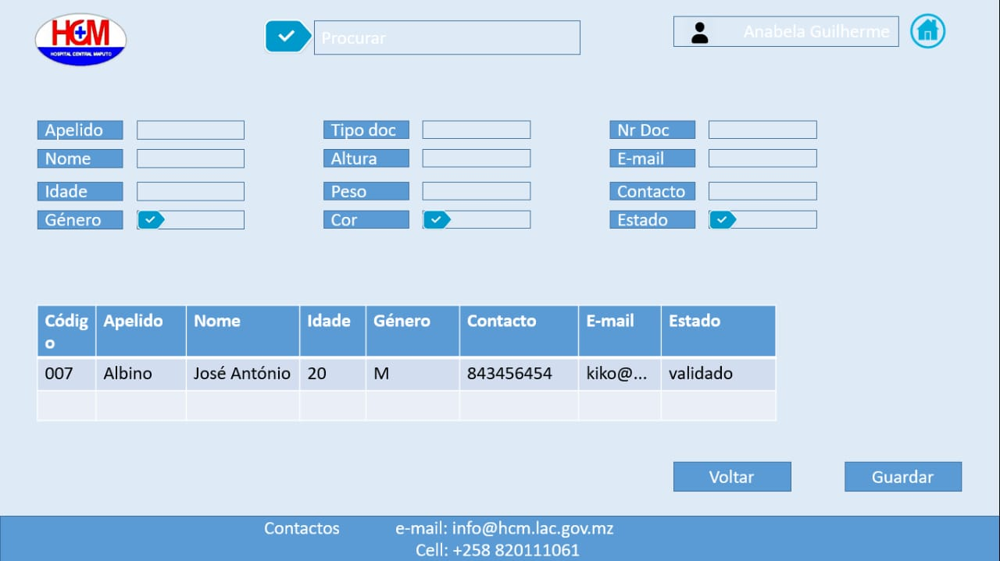 HCM
HOSPITAL CENTRAL MAPUTO
Procurar
Anabela Guilherme
Apelido
Tipo doc
Nr Doc
Nome
Altura
E-mail
Idade
Peso
Contacto
Género
Cor
Estado
Códig
o
Apelido
Nome
Idade
Género
Contacto
E-mail
Estado
007
Albino
José António
20
M
843456454
kiko@...
validado
Voltar
Guardar
Contactos
e-mail: info@hcm.lac.gov.mz
Cell: +258 820111061